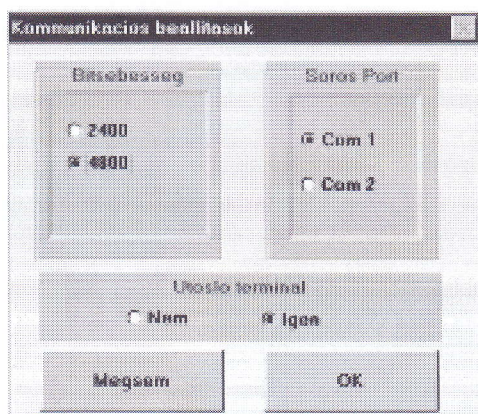 Kommunikacios beallitasok
Bitsebesseg
Soros Port
2400
4800
Com 1
Com 2
Utolso terminal
Nem
Igen
Megsem
OK